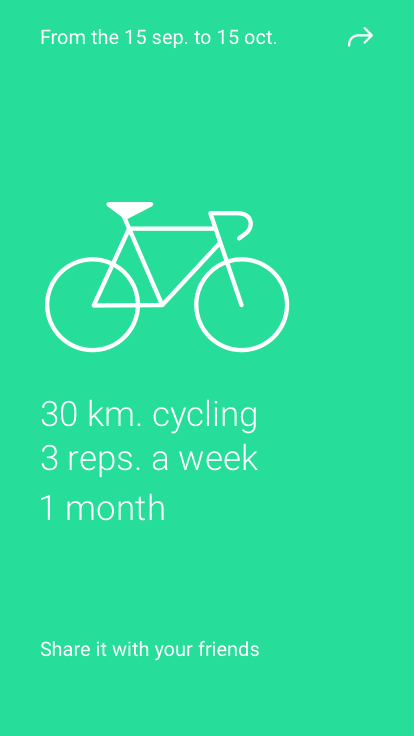 From the 15 sep. to 15 oct.
30 km. cycling
3 reps. a week
1 month
Share it with your friends